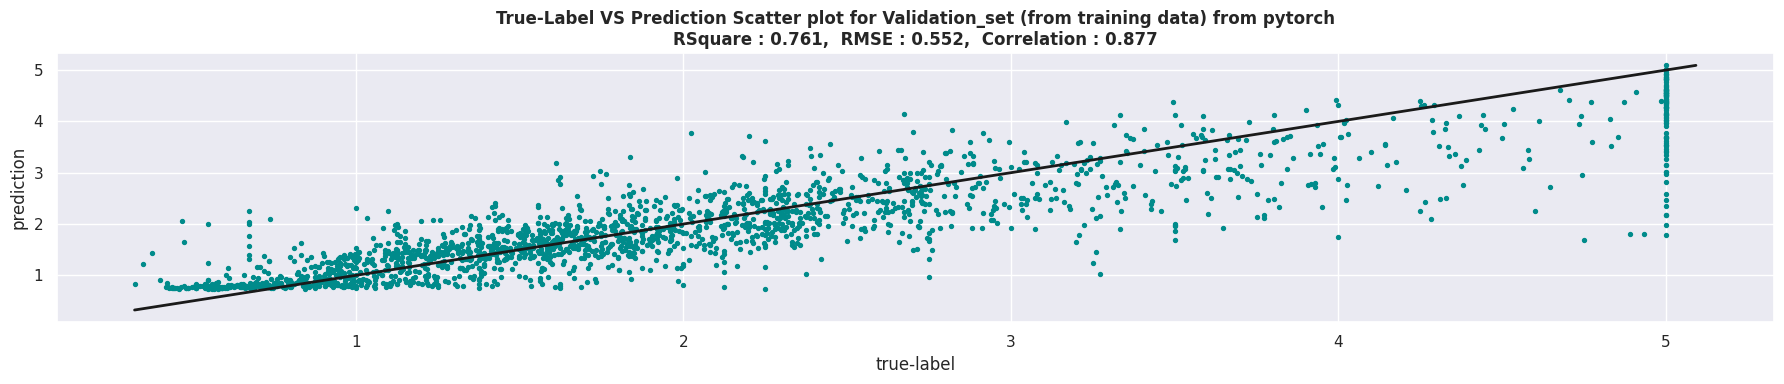 True-Label VS Prediction Scatter plot for Validation_set (from training data) from pytorch
RSquare : 0.761,  RMSE : 0.552,  Correlation : 0.877
5
4
3
2
1
prediction
1 2 3 4 5
true-label